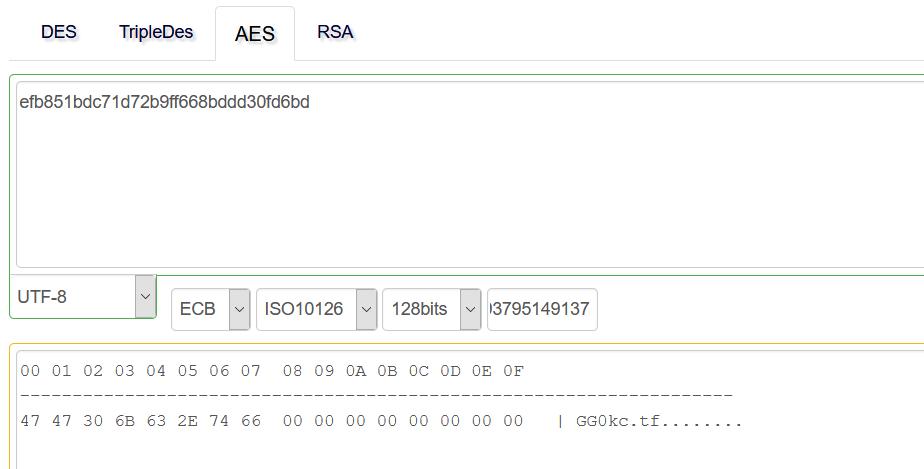 DES TripleDes AES RSA
efb851bdc71d72b9ff668bddd30fd6bd
UTF-8 ECB ISO10126 128bits 03795149137
00 01 02 03 04 05 06 07 08 09 0A 0B 0C 0D 0E 0F
----------------------------------------------------------------------
47 47 30 6B 63 2E 74 66 00 00 00 00 00 00 00 00 | GG0kc.tf........